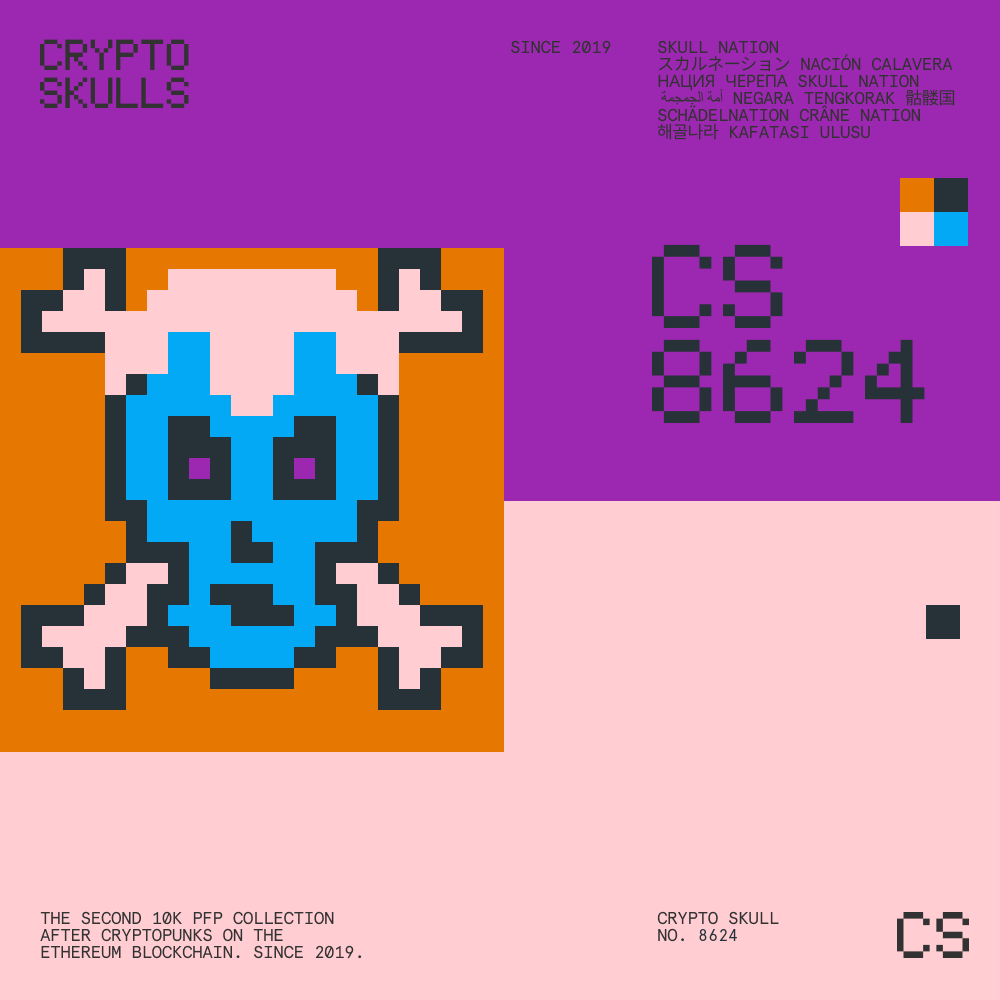 CRYPTO
SKULLS
SINCE 2019
SKULL NATION
スカルネーション NACIÓN CALAVERA
НАЦИЯ ЧЕРЕПА SKULL NATION
أمة الجمجمة NEGARA TENGKORAK 骷髅国
SCHÄDELNATION CRÂNE NATION
해골나라 KAFATASI ULUSU
CS
8624
THE SECOND 10K PFP COLLECTION
AFTER CRYPTOPUNKS ON THE
ETHEREUM BLOCKCHAIN. SINCE 2019.
CRYPTO SKULL
NO. 8624
CS